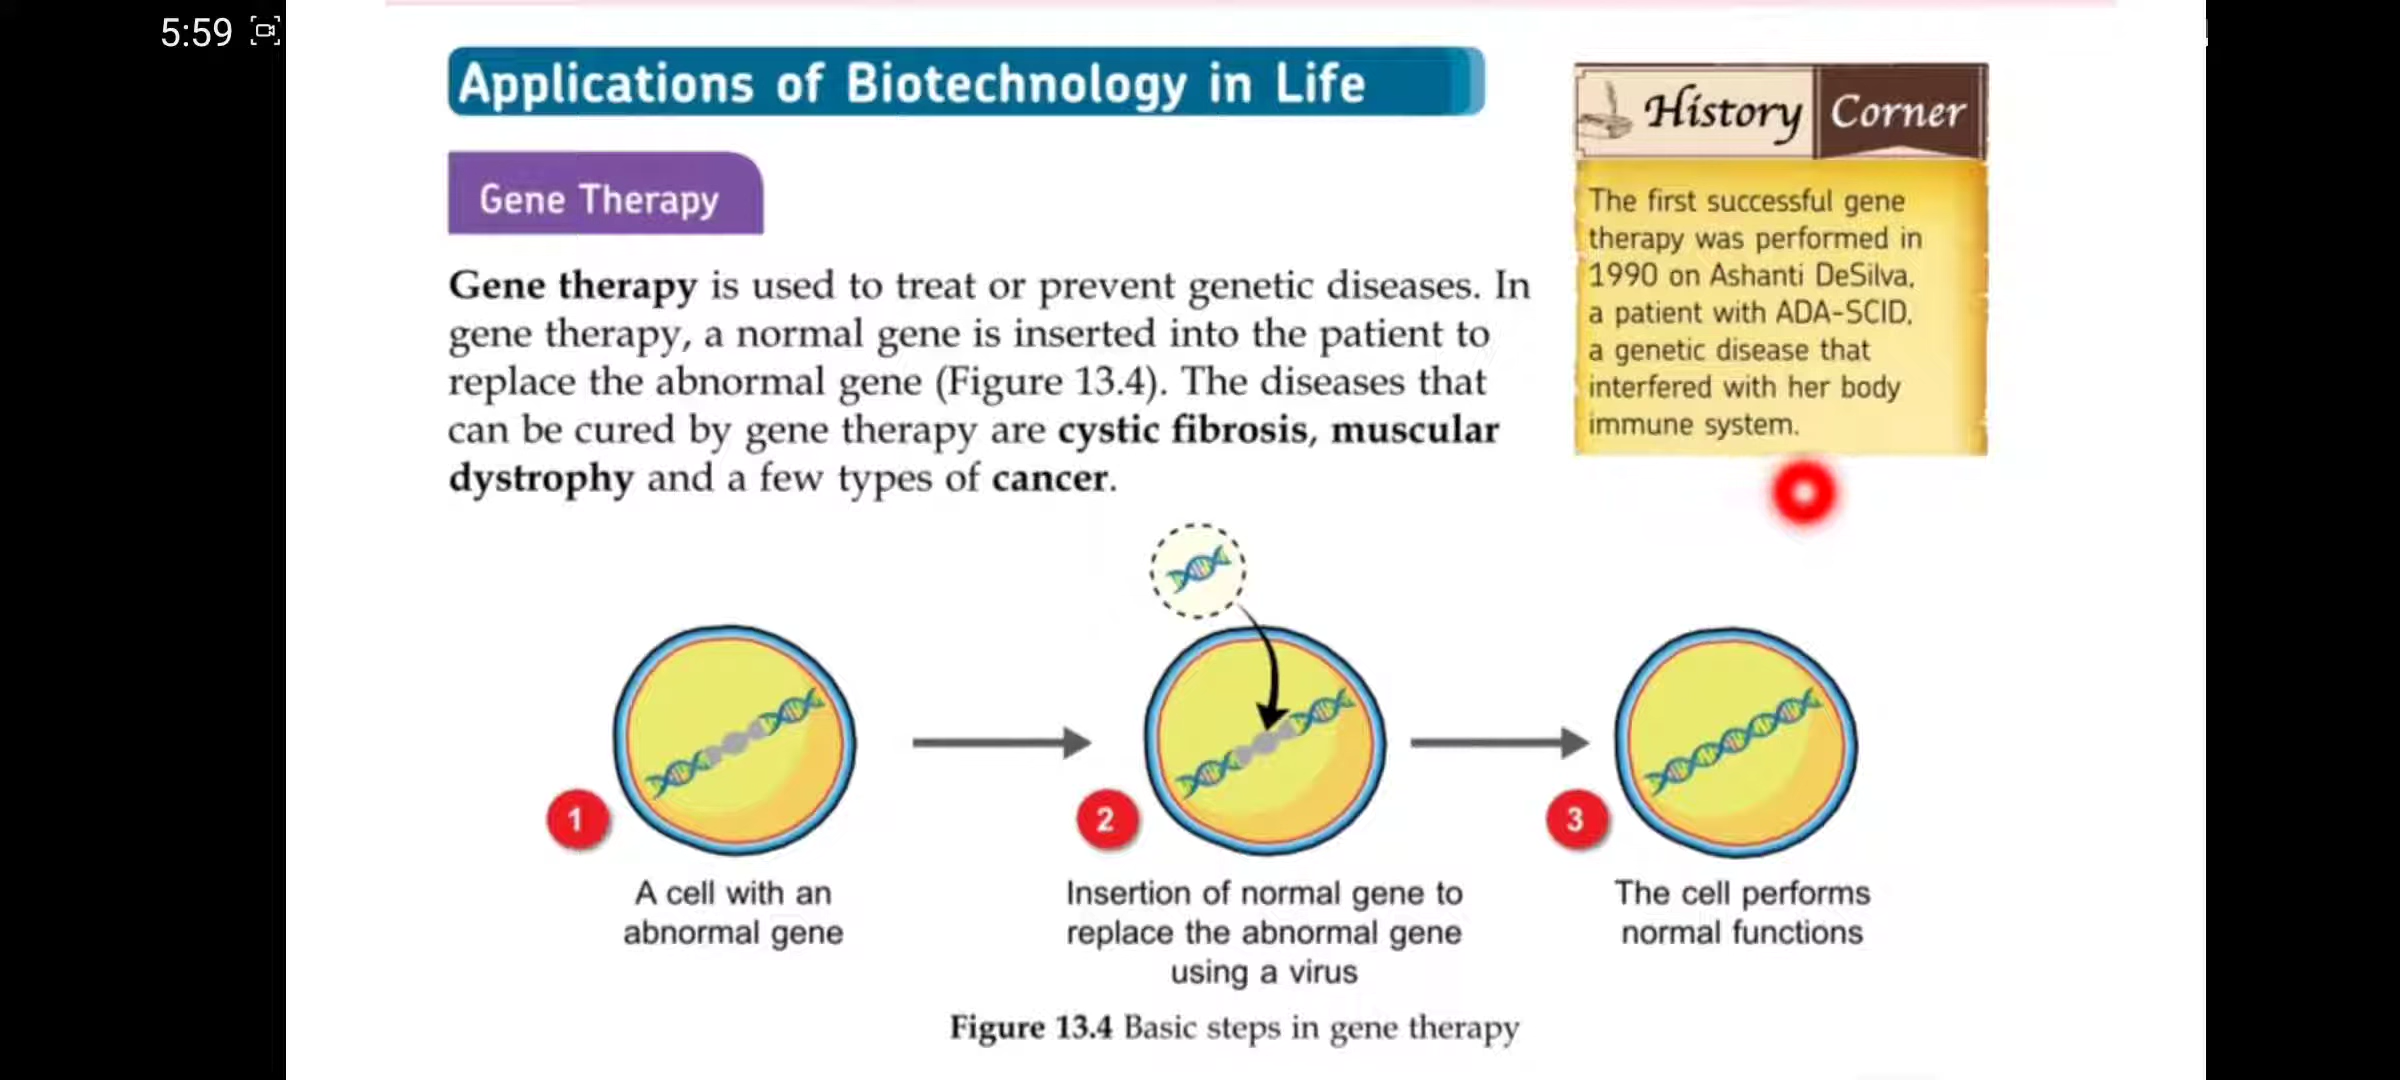 5:59
Applications of Biotechnology in Life
Gene Therapy
Gene therapy is used to treat or prevent genetic diseases. In
gene therapy, a normal gene is inserted into the patient to
replace the abnormal gene (Figure 13.4). The diseases that
can be cured by gene therapy are cystic fibrosis, muscular
dystrophy and a few types of cancer.
History Corner
The first successful gene
therapy was performed in
1990 on Ashanti DeSilva,
a patient with ADA-SCID,
a genetic disease that
interfered with her body
immune system.
1
A cell with an
abnormal gene
2
Insertion of normal gene to
replace the abnormal gene
using a virus
3
The cell performs
normal functions
Figure 13.4 Basic steps in gene therapy